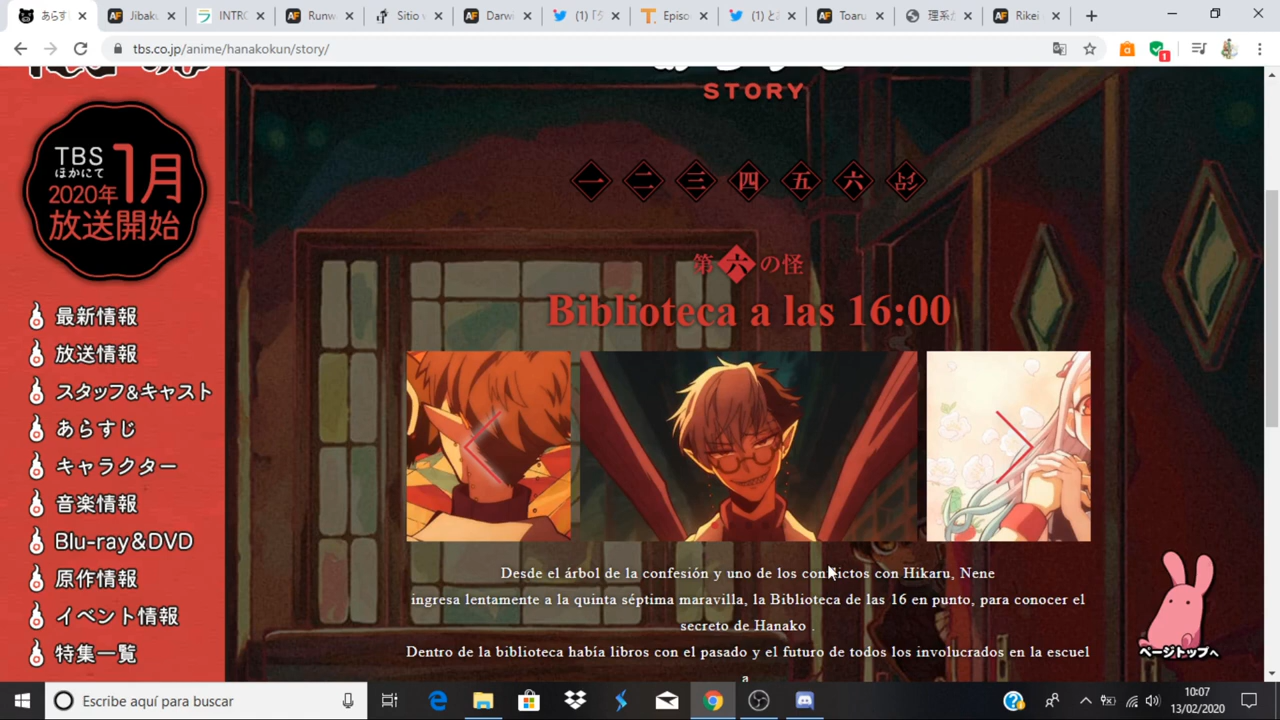 あらす
Jibaku
INTRO
Runw
Sitio v
Darwi
(1)「ク
Episo
(1) とあ
Toaru
理系が
Rikei
tbs.co.jp/anime/hanakokun/story/
1
STORY
TBS
ほかにて
1月
2020年
放送開始
最新情報
放送情報
スタッフ&キャスト
あらすじ
キャラクター
音楽情報
Blu-ray&DVD
原作情報
イベント情報
特集一覧
一 二 三 四 五 六
第六の怪
Biblioteca a las 16:00
Desde el árbol de la confesión y uno de los conflictos con Hikaru, Nene
ingresa lentamente a la quinta séptima maravilla, la Biblioteca de las 16 en punto, para conocer el
secreto de Hanako .
Dentro de la biblioteca había libros con el pasado y el futuro de todos los involucrados en la escuel
a
ページトップへ
Escribe aquí para buscar
10:07
13/02/2020